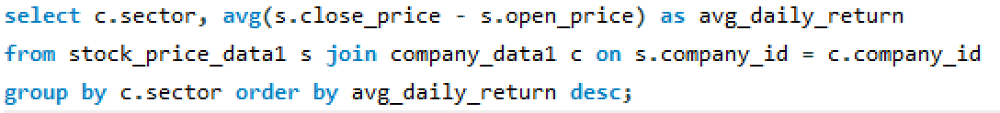 select c.sector, avg(s.close_price - s.open_price) as avg_daily_return
from stock_price_data1 s join company_data1 c on s.company_id = c.company_id
group by c.sector order by avg_daily_return desc;